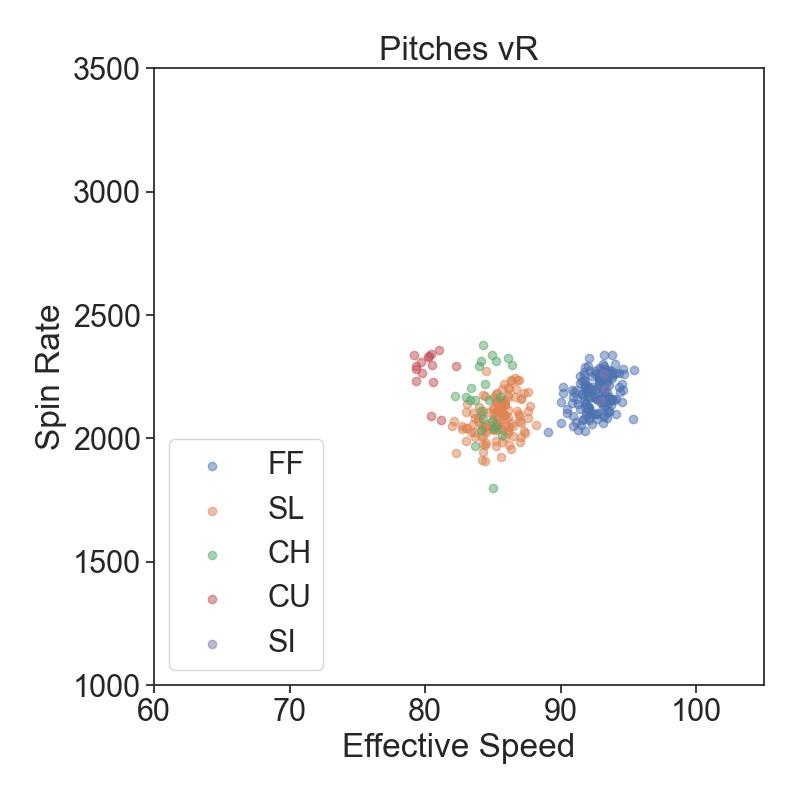 Pitches vR
3500
3000
2500
2000
1500
1000
Spin Rate
FF
SL
CH
CU
SI
60 70 80 90 100
Effective Speed